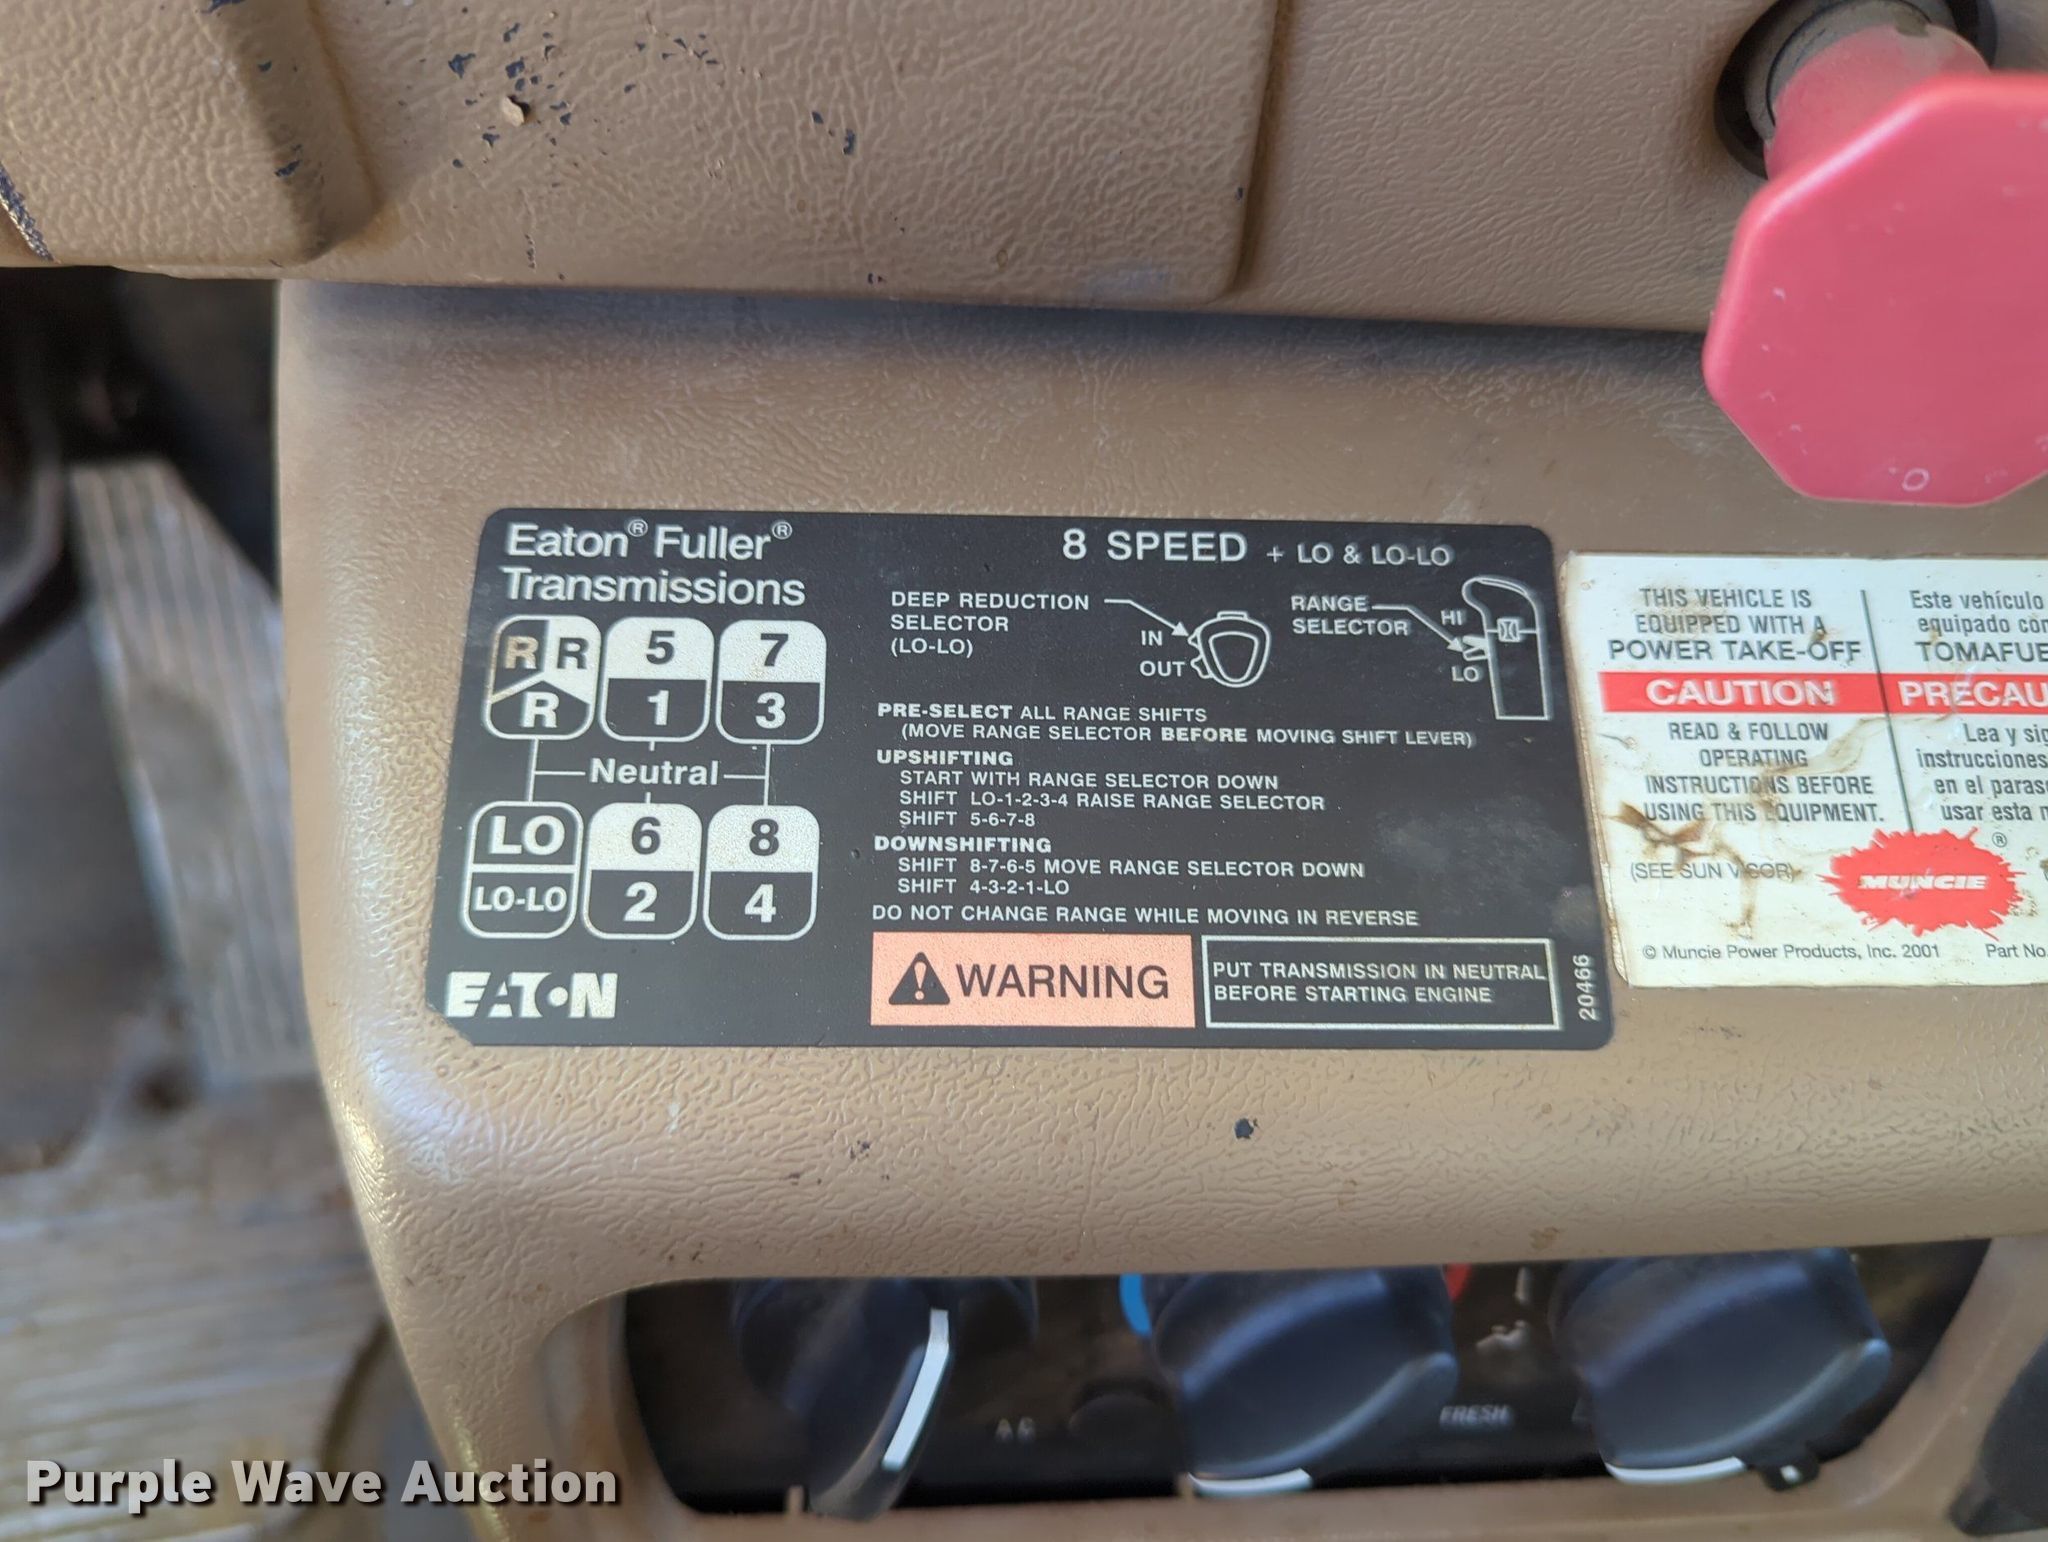 Eaton® Fuller®
Transmissions
8 SPEED + LO & LO-LO
R R
R
5
1
7
3
Neutral
LO
LO-LO
6
2
8
4
EATON
DEEP REDUCTION
SELECTOR
(LO-LO)
IN
OUT
RANGE
SELECTOR
HI
LO
PRE-SELECT ALL RANGE SHIFTS
(MOVE RANGE SELECTOR BEFORE MOVING SHIFT LEVER)
UPSHIFTING
START WITH RANGE SELECTOR DOWN
SHIFT LO-1-2-3-4 RAISE RANGE SELECTOR
SHIFT 5-6-7-8
DOWNSHIFTING
SHIFT 8-7-6-5 MOVE RANGE SELECTOR DOWN
SHIFT 4-3-2-1-LO
DO NOT CHANGE RANGE WHILE MOVING IN REVERSE
WARNING
PUT TRANSMISSION IN NEUTRAL
BEFORE STARTING ENGINE
20466
THIS VEHICLE IS
EQUIPPED WITH A
POWER TAKE-OFF
CAUTION
READ & FOLLOW
OPERATING
INSTRUCTIONS BEFORE
USING THIS EQUIPMENT.
(SEE SUN VISOR)
Este vehículo
equipado con
TOMAFUE
PRECAU
Lea y sig
instrucciones
en el paras
usar esta m
MUNCIE ®
© Muncie Power Products, Inc. 2001 Part No.
AC
FRESH
Purple Wave Auction